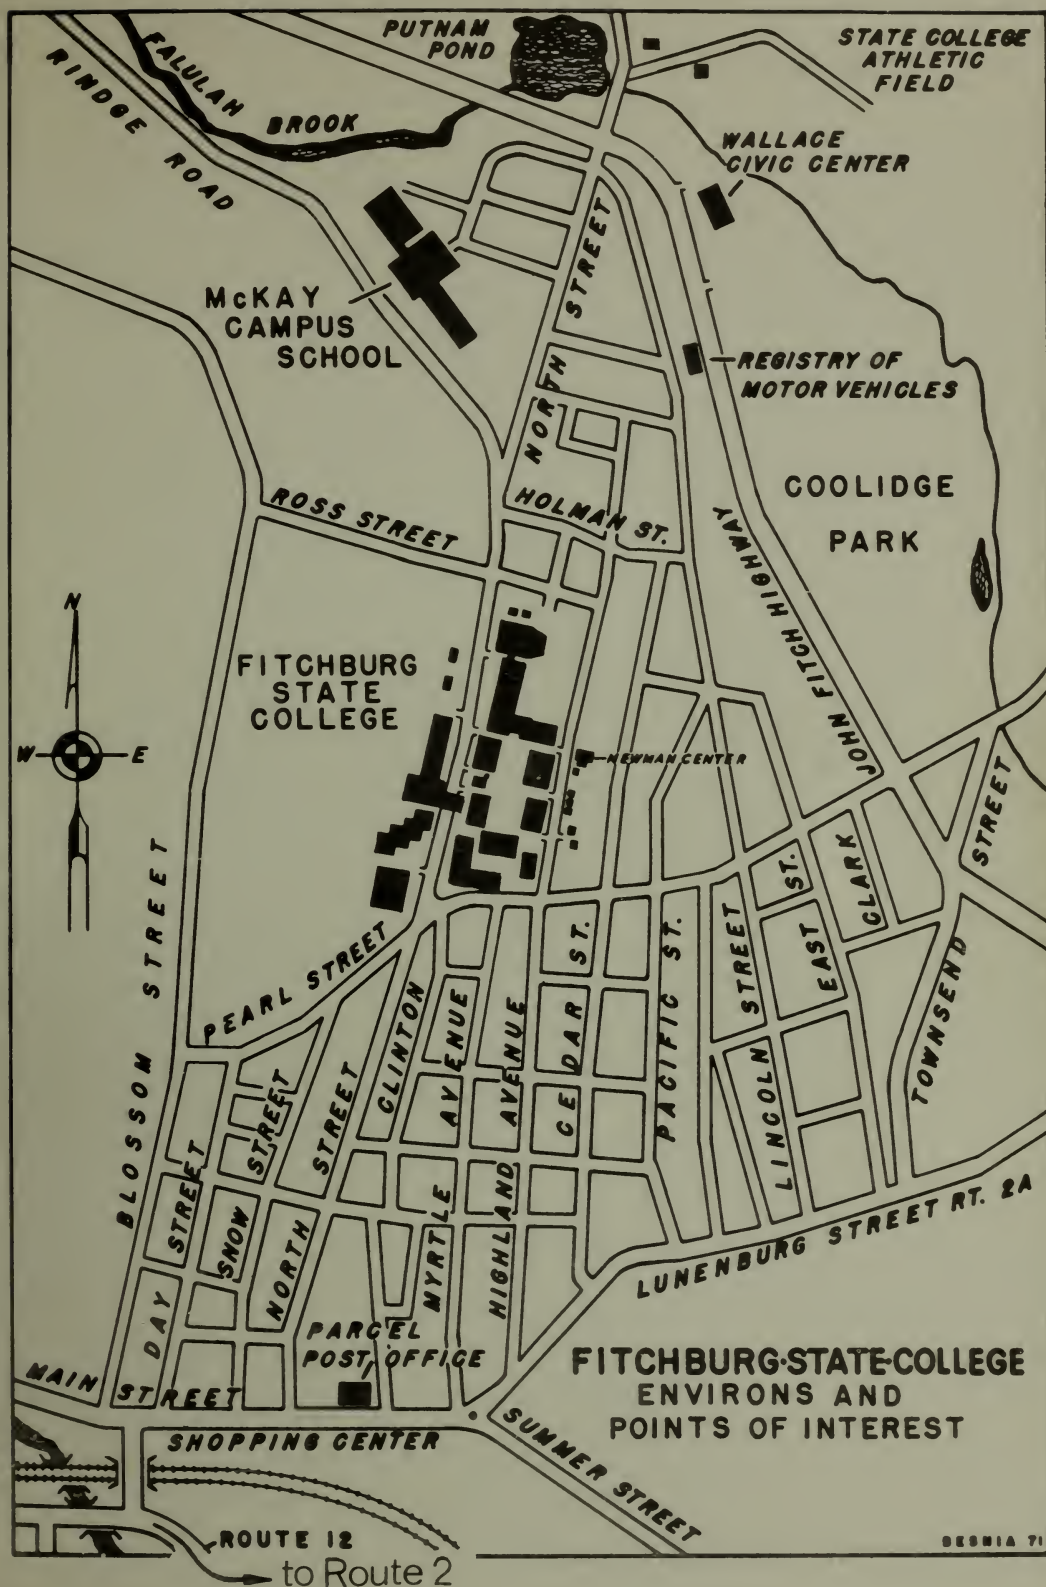 PUTNAM
POND
STATE COLLEGE
ATHLETIC
FIELD
FALULAH
BROOK
RINDGE ROAD
WALLACE
CIVIC CENTER
McKAY
CAMPUS
SCHOOL
NORTH STREET
REGISTRY OF
MOTOR VEHICLES
COOLIDGE
PARK
ROSS STREET
HOLMAN ST.
JOHN FITCH HIGHWAY
N
W
E
FITCHBURG
STATE
COLLEGE
NEWMAN CENTER
BLOSSOM STREET
PEARL STREET
CLINTON
STREET
MYRTLE AVENUE
HIGHLAND AVENUE
CEDAR ST.
PACIFIC ST.
LINCOLN STREET
EAST ST.
CLARK
TOWNSEND STREET
DAY STREET
SNOW STREET
NORTH
LUNENBURG STREET RT. 2A
PARCEL
POST OFFICE
MAIN STREET
SHOPPING CENTER
SUMMER STREET
FITCHBURG·STATE·COLLEGE
ENVIRONS AND
POINTS OF INTEREST
ROUTE 12
to Route 2